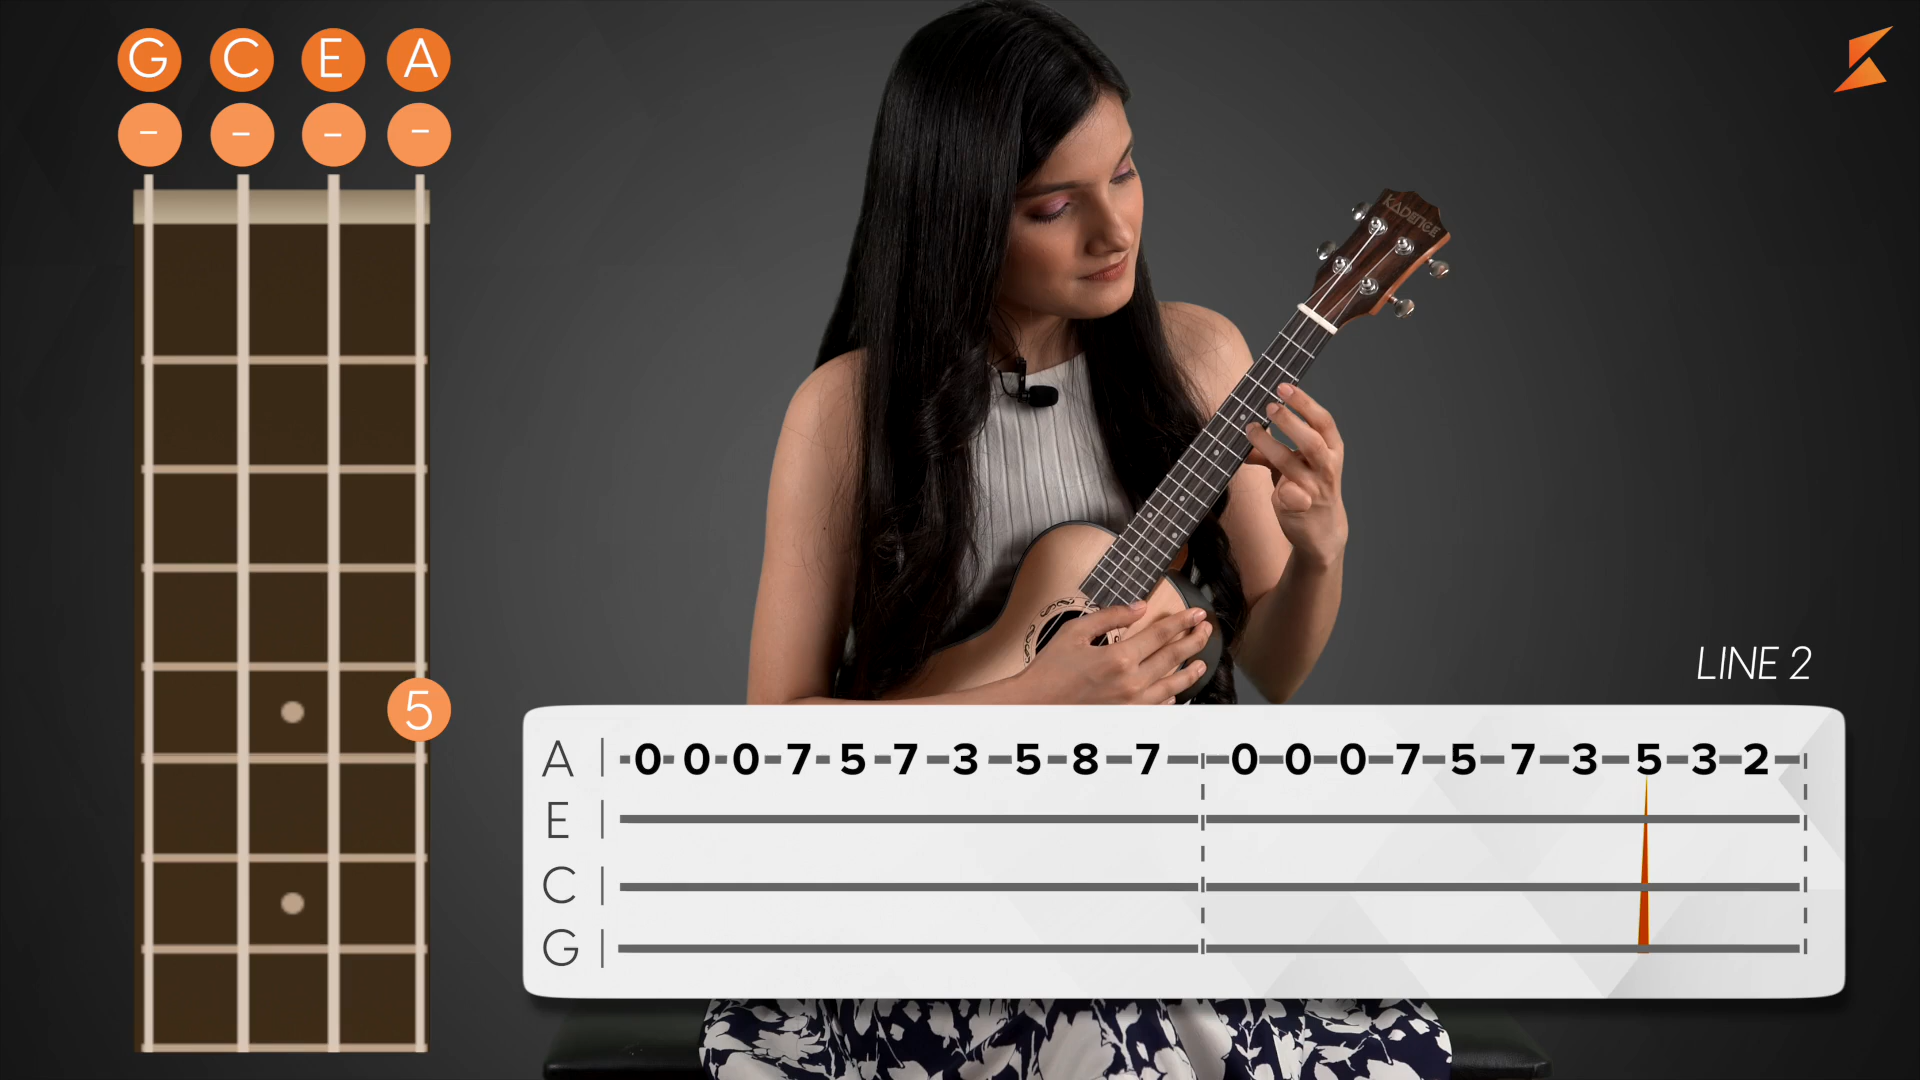 G C E A
- - - -
5
KADENCE
LINE 2
A | -0-0-0-7-5-7-3-5-8-7-|-0-0-0-7-5-7-3-5-3-2-
E |
C |
G |